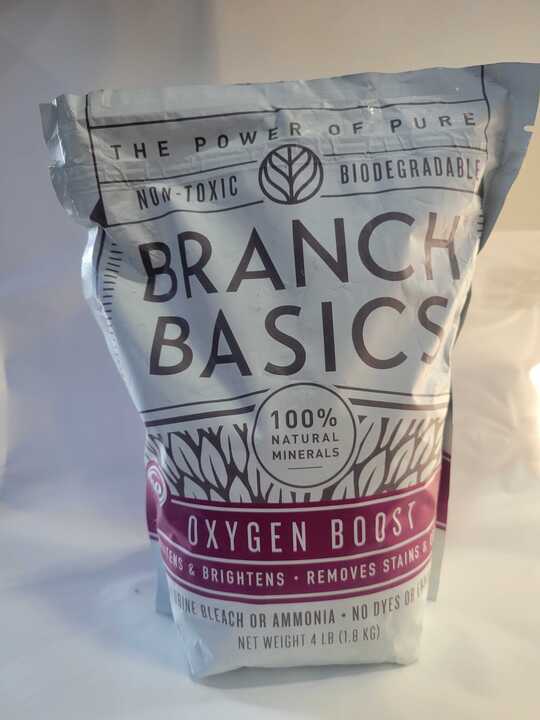 THE POWER OF PURE
NON-TOXIC BIODEGRADABLE
BRANCH
BASICS
100%
NATURAL
MINERALS
OXYGEN BOOST
& BRIGHTENS • REMOVES STAINS &
BLEACH OR AMMONIA • NO DYES OR
NET WEIGHT 4 LB (1.8 KG)